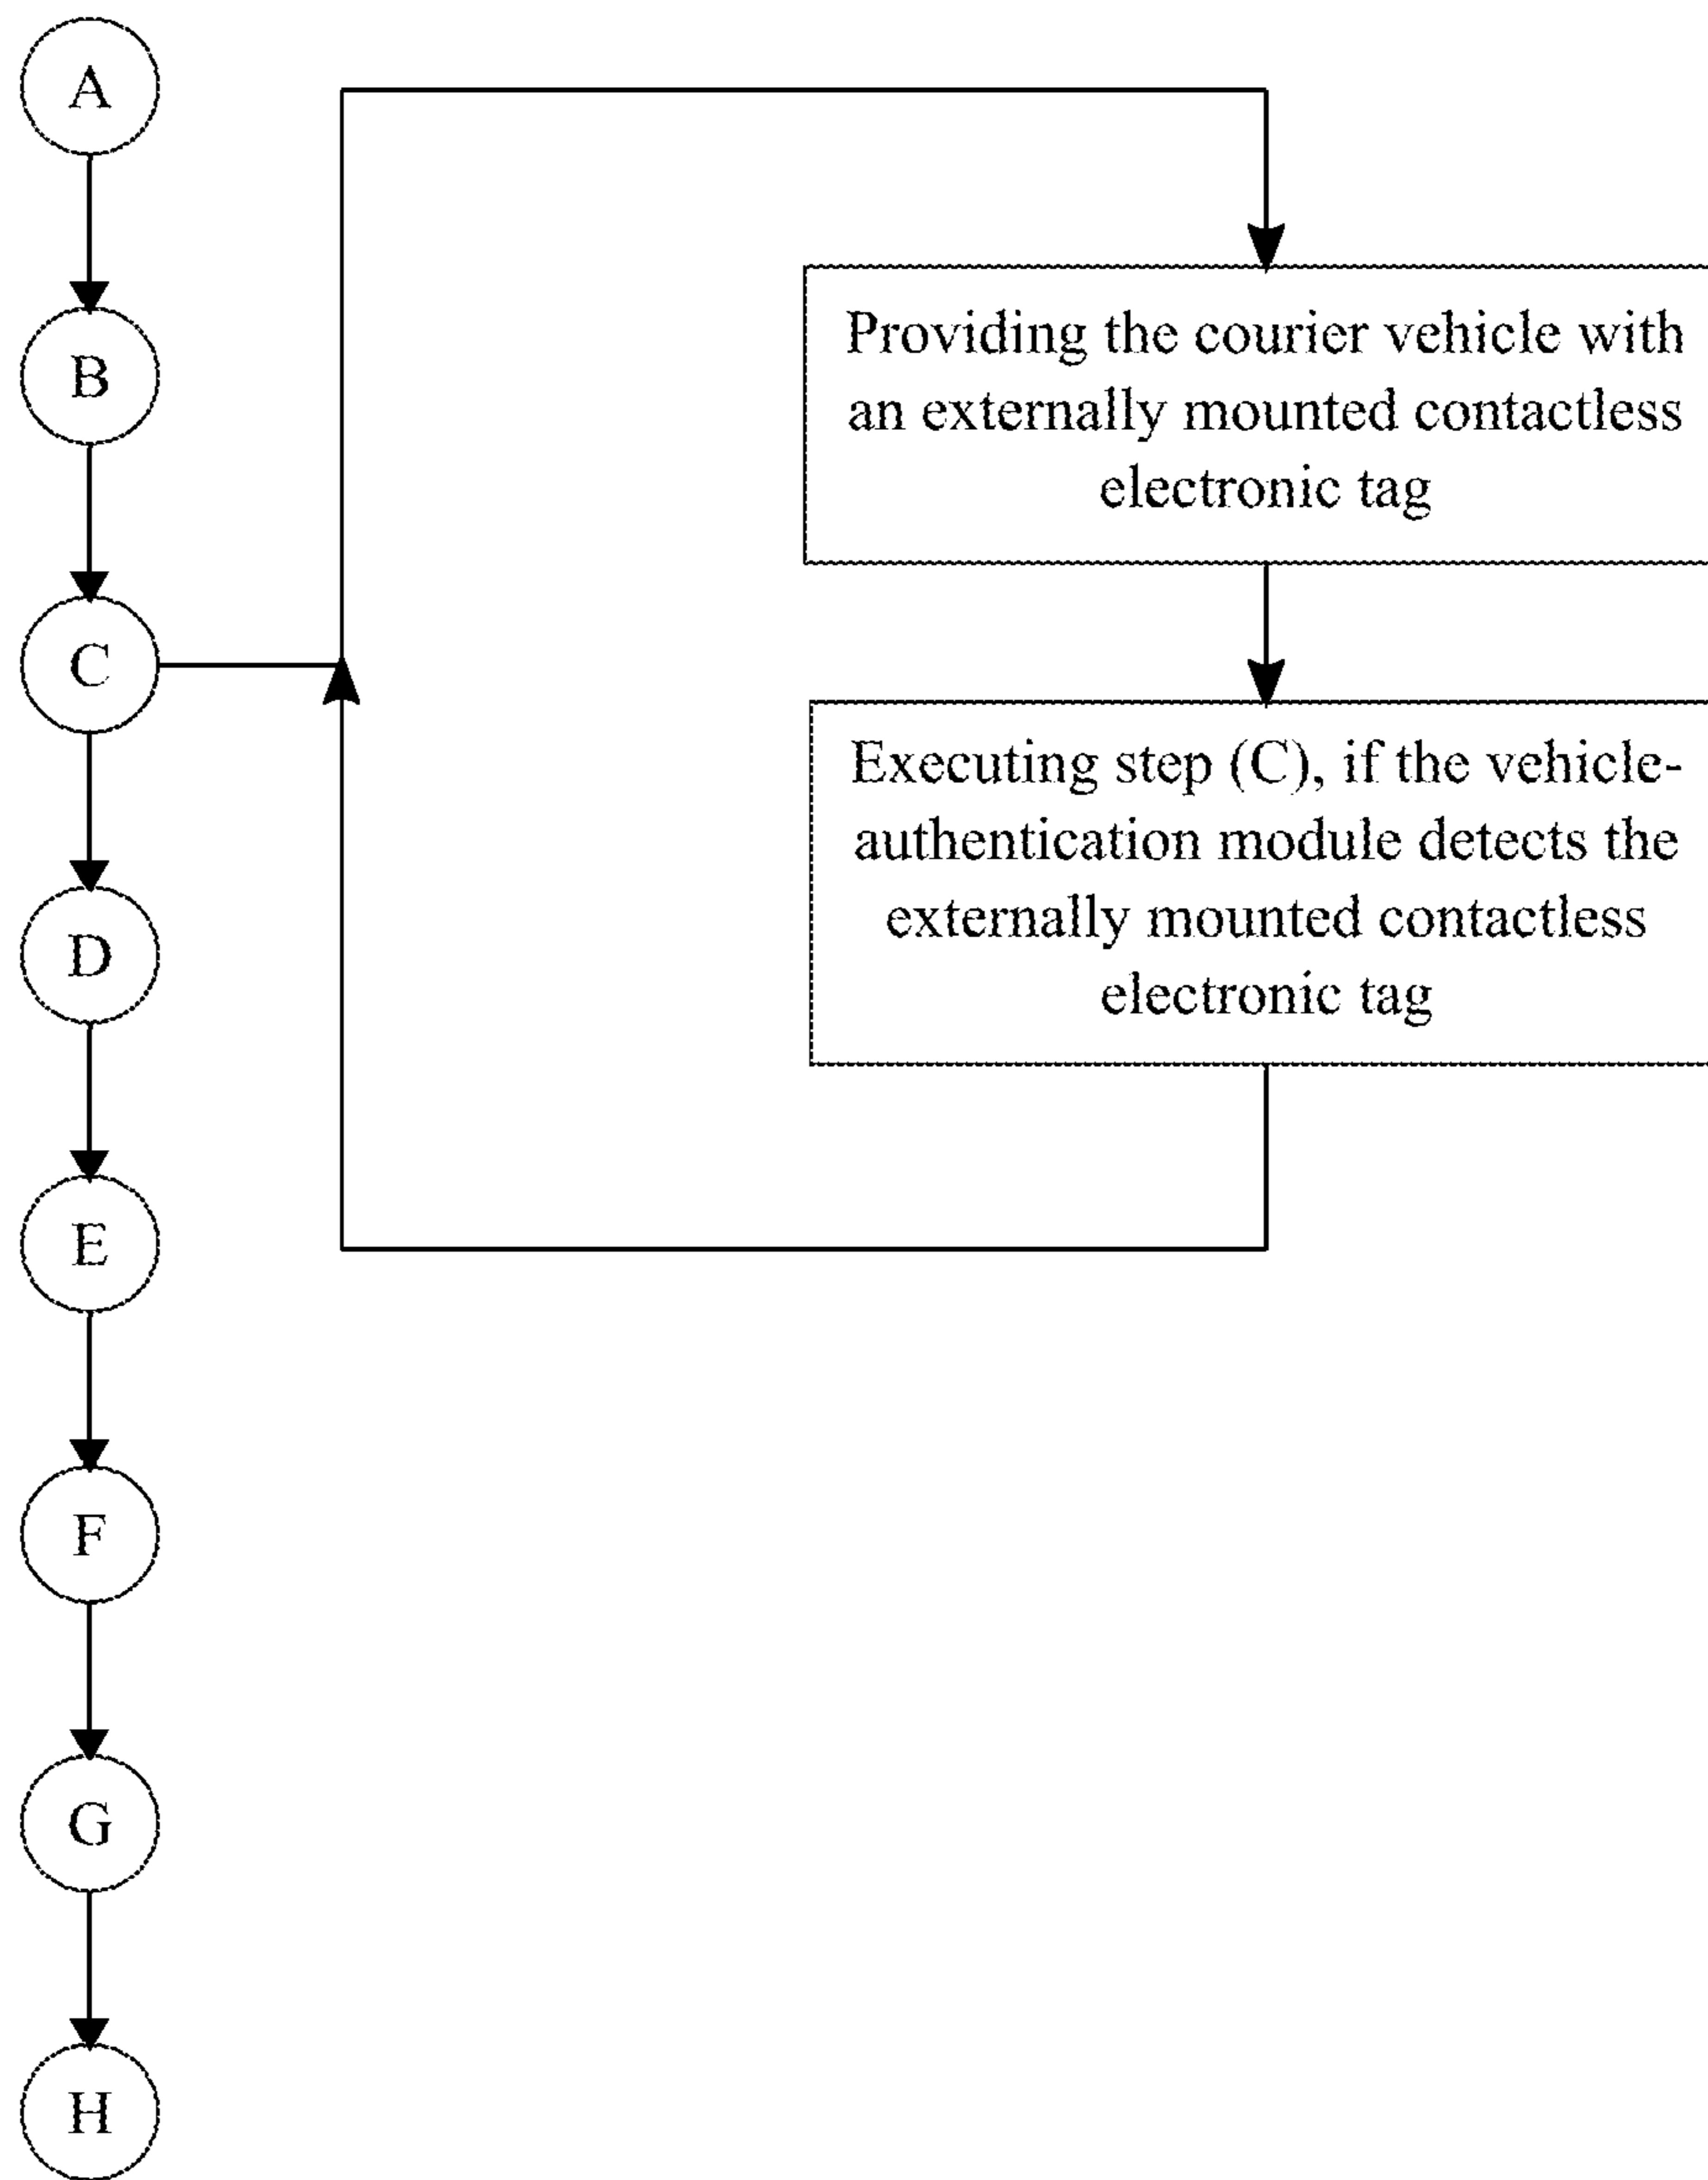 A
B
C
D
E
F
G
H
Providing the courier vehicle with
an externally mounted contactless
electronic tag
Executing step (C), if the vehicle-
authentication module detects the
externally mounted contactless
electronic tag